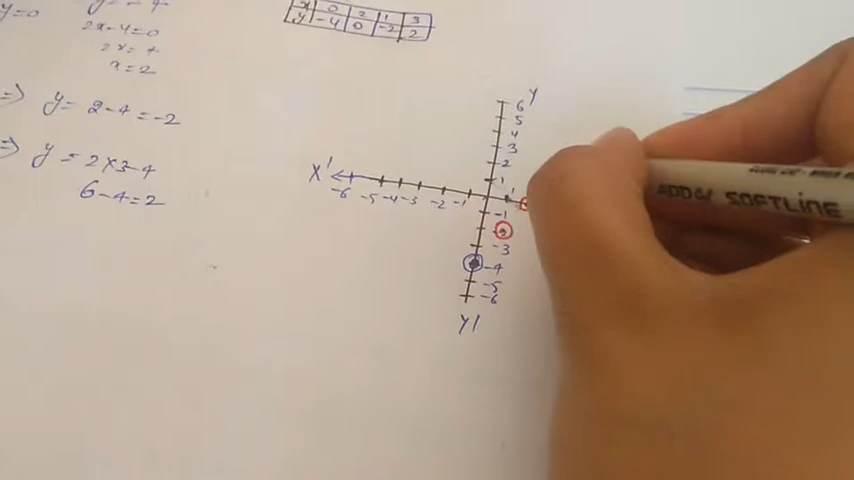 y=0
2x-4=0
2x=4
x=2
x 0 2 1 3
y -4 0 -2 2
=> y= 2-4=-2
=> y = 2×3-4
6-4=2
Y
6
5
4
3
2
1
X' -6 -5 -4 -3 -2 -1 1
-1
-3
-4
-5
-6
Y'
ADDGEL SOFTLINE